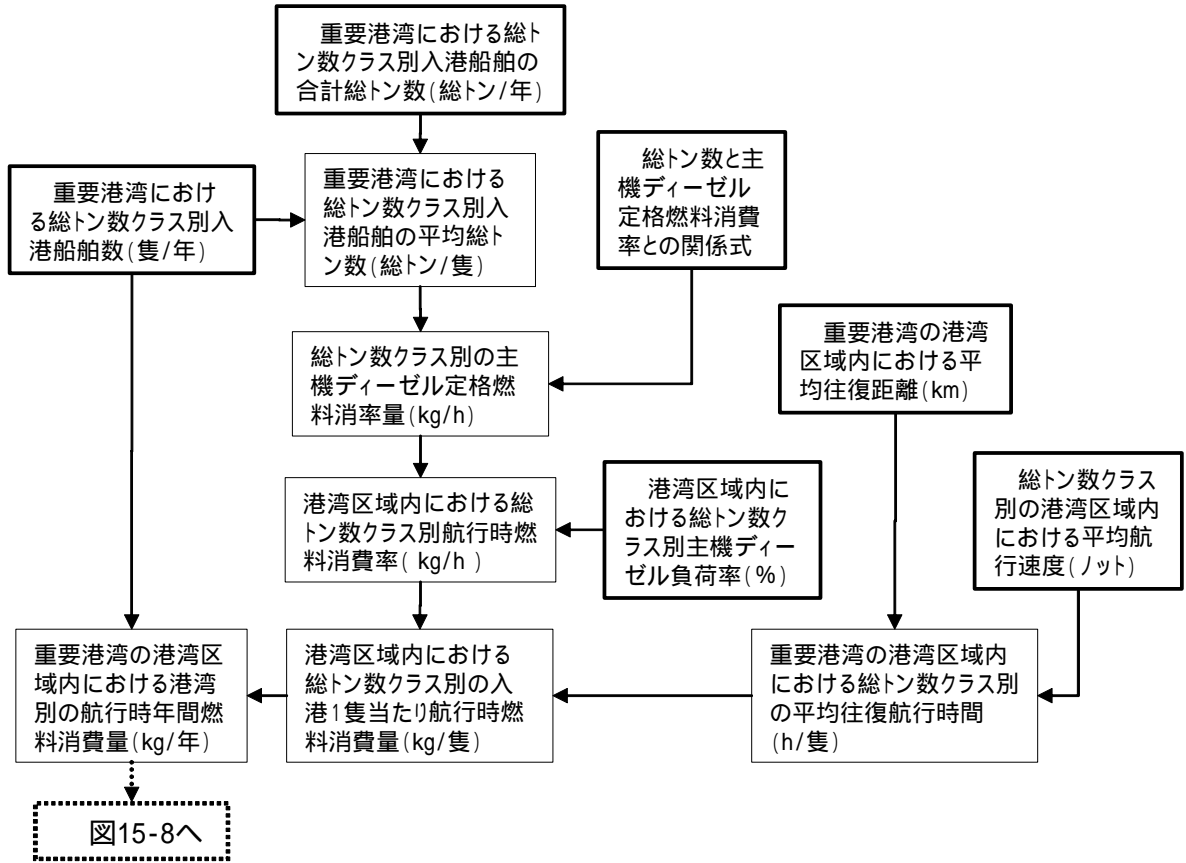 重要港湾における総ト
ン数クラス別入港船舶の
合計総トン数(総トン/年)
重要港湾におけ
る総トン数クラス別入
港船舶数(隻/年)
重要港湾における
総トン数クラス別入
港船舶の平均総ト
ン数(総トン/隻)
総トン数と主
機ディーゼル
定格燃料消費
率との関係式
総トン数クラス別の主
機ディーゼル定格燃
料消率量(kg/h)
重要港湾の港湾
区域内における平
均往復距離(km)
港湾区域内における総
トン数クラス別航行時燃
料消費率( kg/h )
港湾区域内に
おける総トン数ク
ラス別主機ディー
ゼル負荷率(%)
総トン数クラス
別の港湾区域内
における平均航
行速度(ノット)
重要港湾の港湾区
域内における港湾
別の航行時年間燃
料消費量(kg/年)
港湾区域内における
総トン数クラス別の入
港1隻当たり航行時燃
料消費量(kg/隻)
重要港湾の港湾区域内
における総トン数クラス別
の平均往復航行時間
(h/隻)
図15-8へ